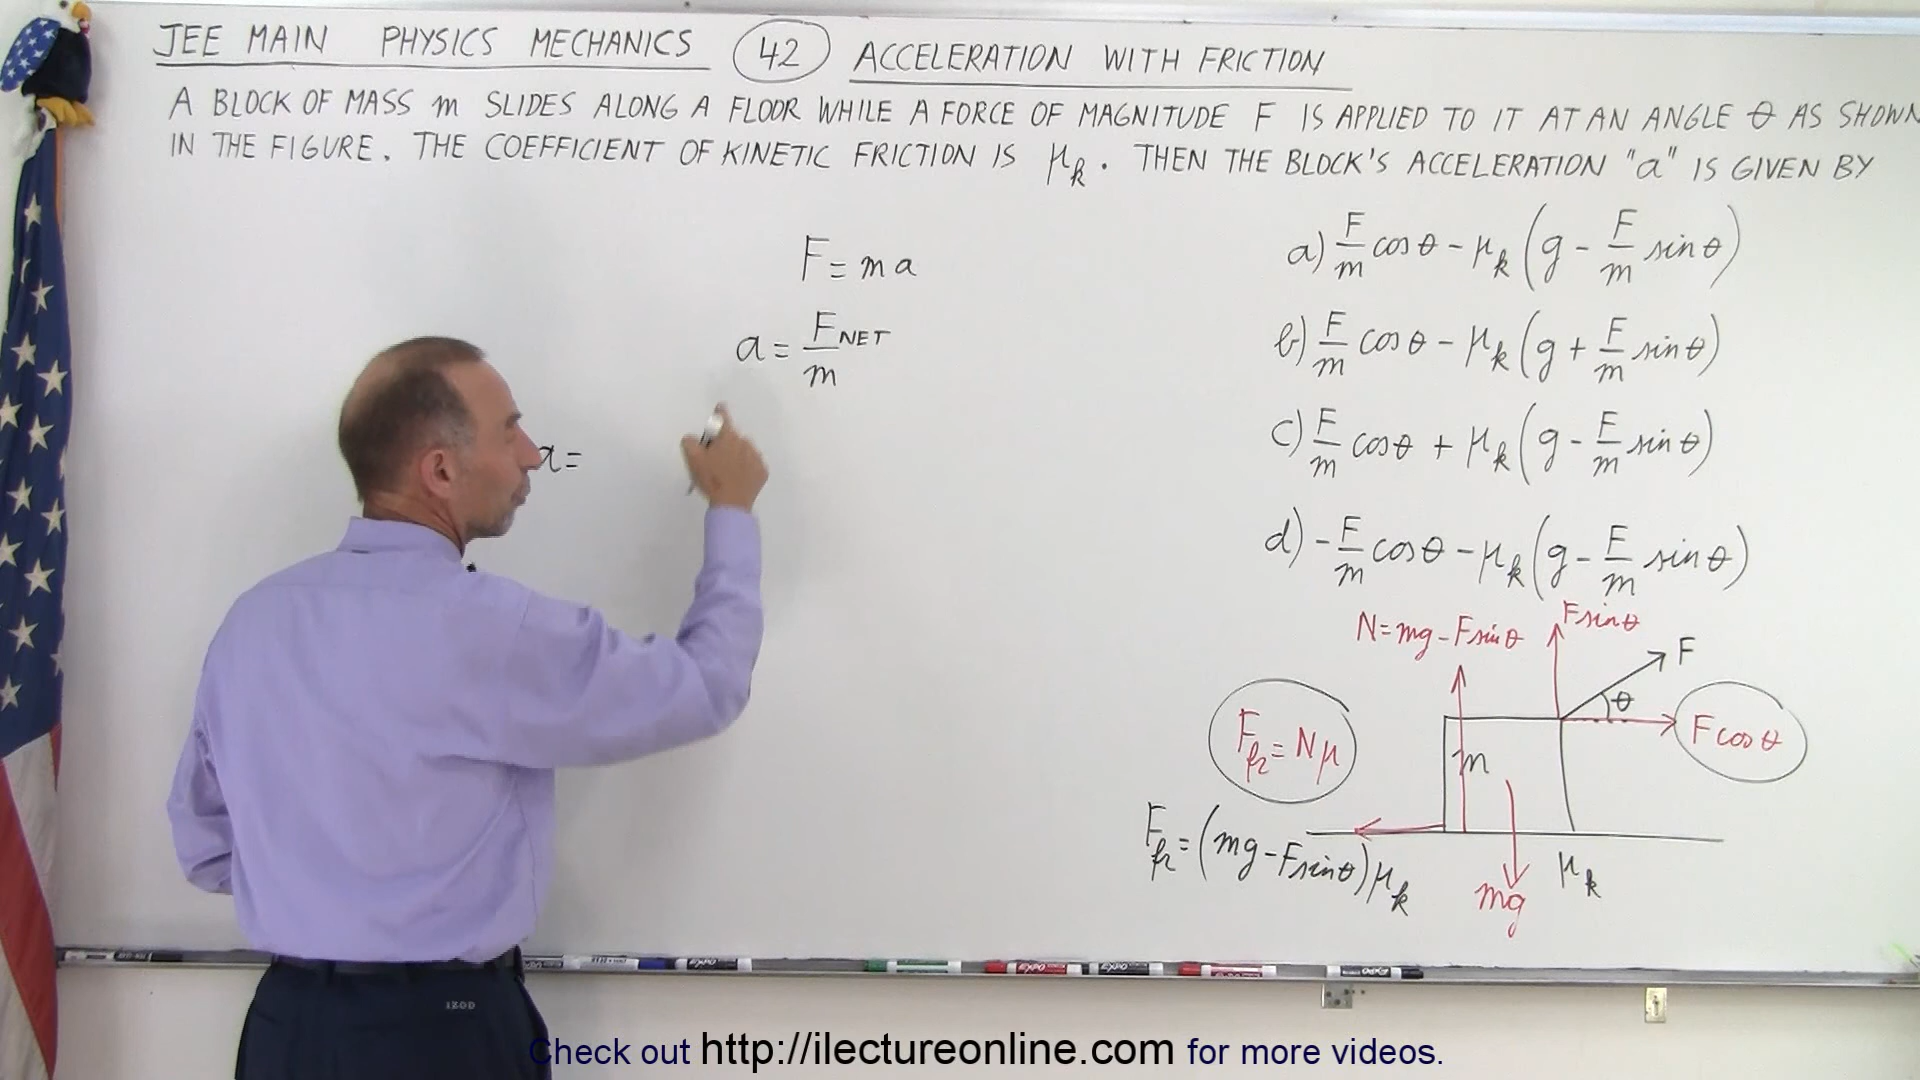 JEE MAIN PHYSICS MECHANICS 42 ACCELERATION WITH FRICTION
A BLOCK OF MASS m SLIDES ALONG A FLOOR WHILE A FORCE OF MAGNITUDE F IS APPLIED TO IT AT AN ANGLE θ AS SHOWN
IN THE FIGURE. THE COEFFICIENT OF KINETIC FRICTION IS μk. THEN THE BLOCK'S ACCELERATION "a" IS GIVEN BY
F = ma
a = F NET / m
a =
a) F/m cos θ - μk (g - F/m sin θ)
b) F/m cos θ - μk (g + F/m sin θ)
c) F/m cos θ + μk (g - F/m sin θ)
d) - F/m cos θ - μk (g - F/m sin θ)
N = mg - F sin θ
F sin θ
F
θ
F cos θ
Ffr = Nμ
m
Ffr = (mg - F sin θ) μk
μk
mg
IZOD
Check out http://ilectureonline.com for more videos.